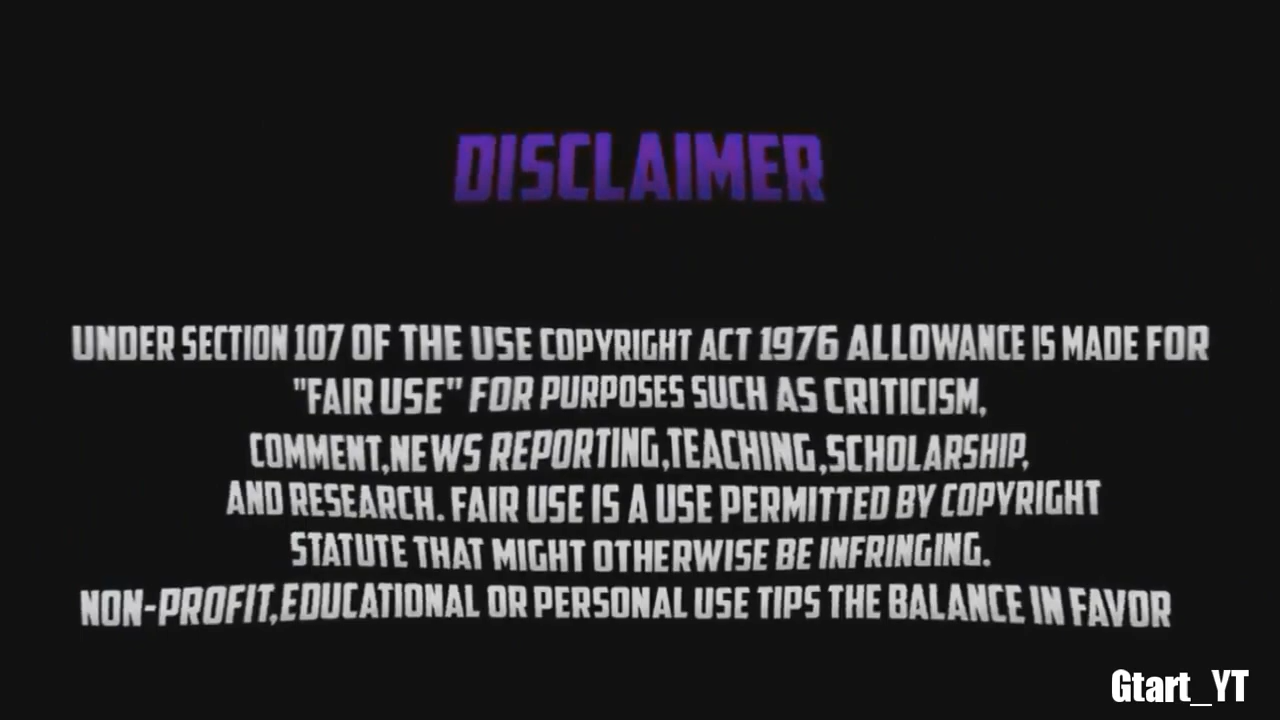 DISCLAIMER
UNDER SECTION 107 OF THE USE COPYRIGHT ACT 1976 ALLOWANCE IS MADE FOR
"FAIR USE" FOR PURPOSES SUCH AS CRITICISM,
COMMENT,NEWS REPORTING,TEACHING,SCHOLARSHIP,
AND RESEARCH. FAIR USE IS A USE PERMITTED BY COPYRIGHT
STATUTE THAT MIGHT OTHERWISE BE INFRINGING.
NON-PROFIT,EDUCATIONAL OR PERSONAL USE TIPS THE BALANCE IN FAVOR
Gtart_YT